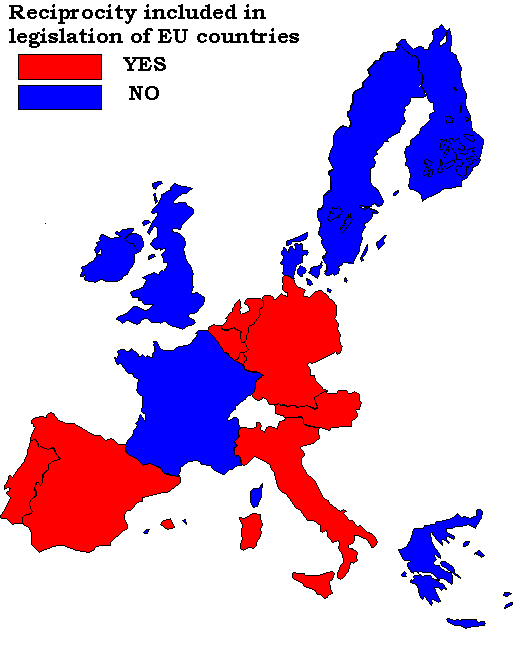 Reciprocity included in
legislation of EU countries
YES
NO